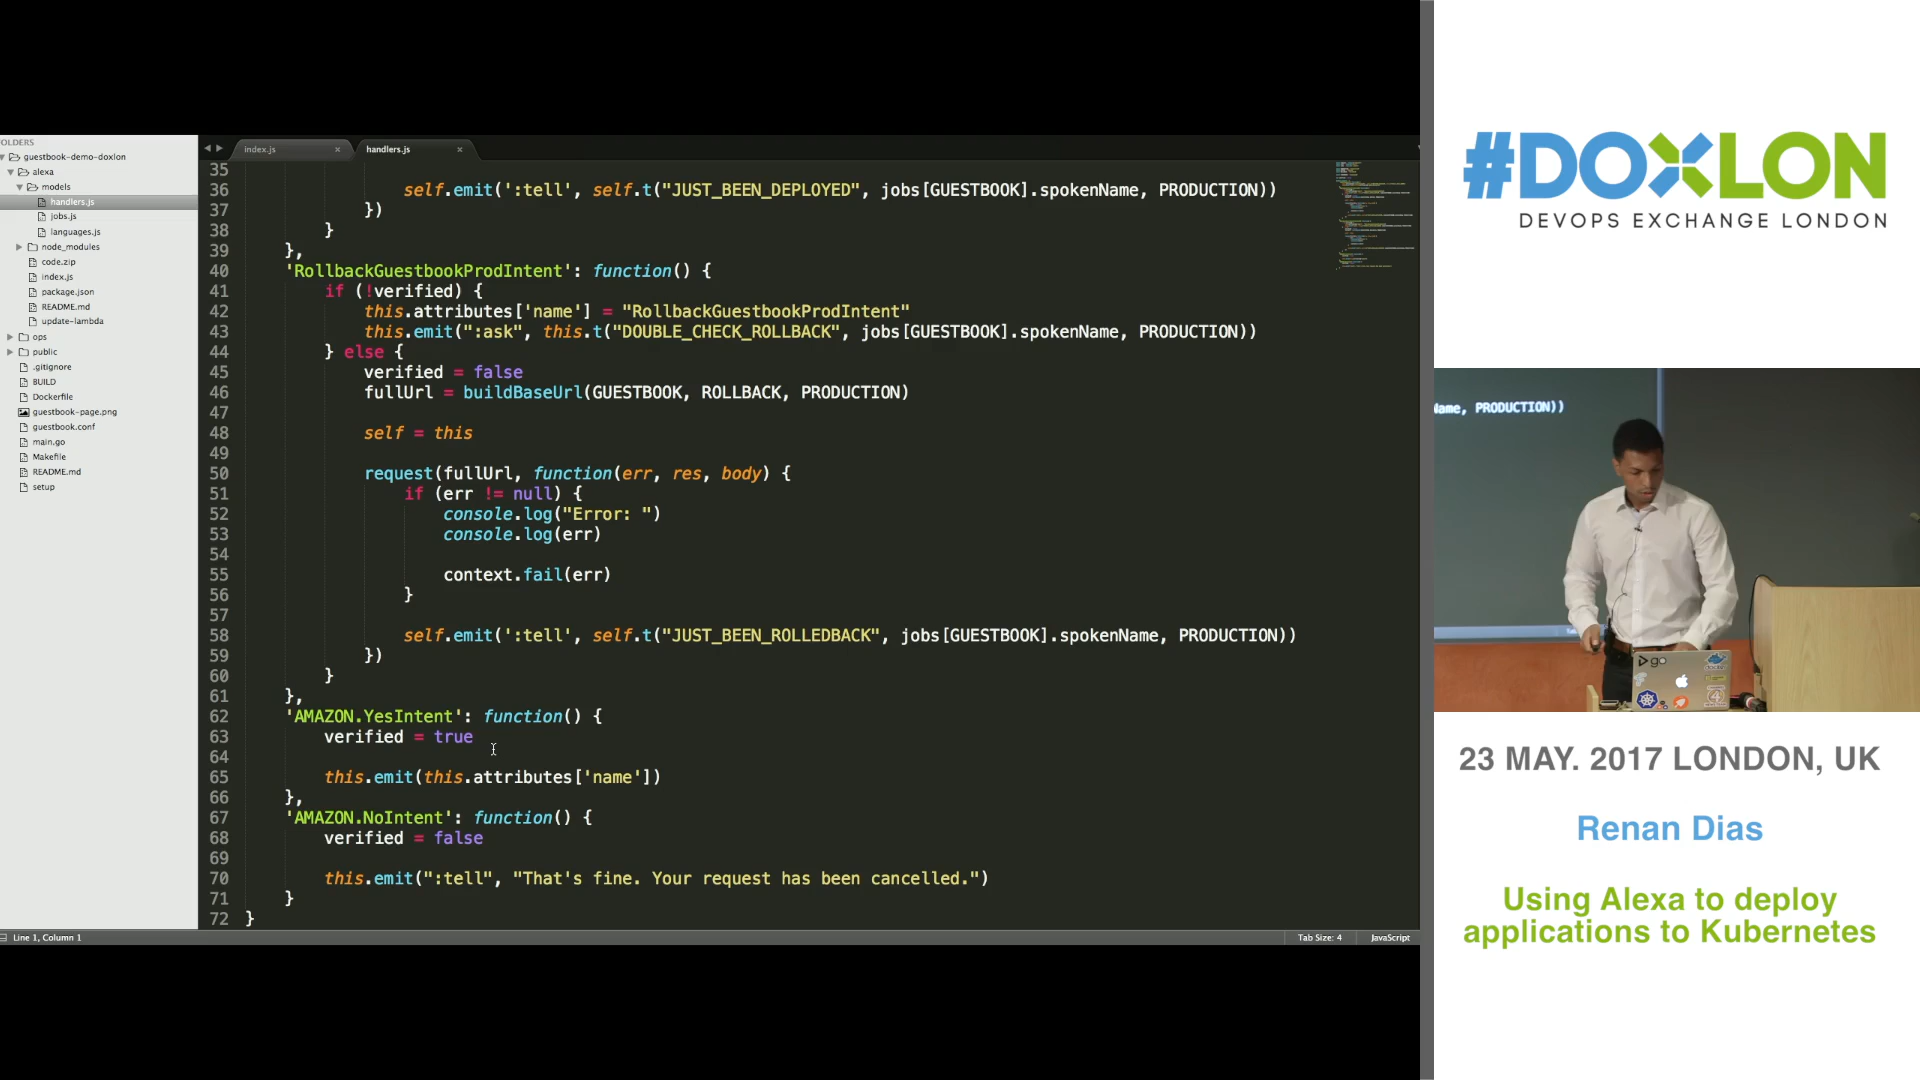 FOLDERS
guestbook-demo-doxlon
alexa
models
handlers.js
jobs.js
languages.js
node_modules
code.zip
index.js
package.json
README.md
update-lambda
ops
public
.gitignore
BUILD
Dockerfile
guestbook-page.png
guestbook.conf
main.go
Makefile
README.md
setup
index.js
handlers.js
35
36 self.emit(':tell', self.t("JUST_BEEN_DEPLOYED", jobs[GUESTBOOK].spokenName, PRODUCTION))
37 })
38 }
39 },
40 'RollbackGuestbookProdIntent': function() {
41 if (!verified) {
42 this.attributes['name'] = "RollbackGuestbookProdIntent"
43 this.emit(":ask", this.t("DOUBLE_CHECK_ROLLBACK", jobs[GUESTBOOK].spokenName, PRODUCTION))
44 } else {
45 verified = false
46 fullUrl = buildBaseUrl(GUESTBOOK, ROLLBACK, PRODUCTION)
47
48 self = this
49
50 request(fullUrl, function(err, res, body) {
51 if (err != null) {
52 console.log("Error: ")
53 console.log(err)
54
55 context.fail(err)
56 }
57
58 self.emit(':tell', self.t("JUST_BEEN_ROLLEDBACK", jobs[GUESTBOOK].spokenName, PRODUCTION))
59 })
60 }
61 },
62 'AMAZON.YesIntent': function() {
63 verified = true
64
65 this.emit(this.attributes['name'])
66 },
67 'AMAZON.NoIntent': function() {
68 verified = false
69
70 this.emit(":tell", "That's fine. Your request has been cancelled.")
71 }
72 }
Line 1, Column 1
Tab Size: 4
JavaScript
#DOXLON
DEVOPS EXCHANGE LONDON
Name, PRODUCTION))
go
docker
23 MAY. 2017 LONDON, UK
Renan Dias
Using Alexa to deploy
applications to Kubernetes